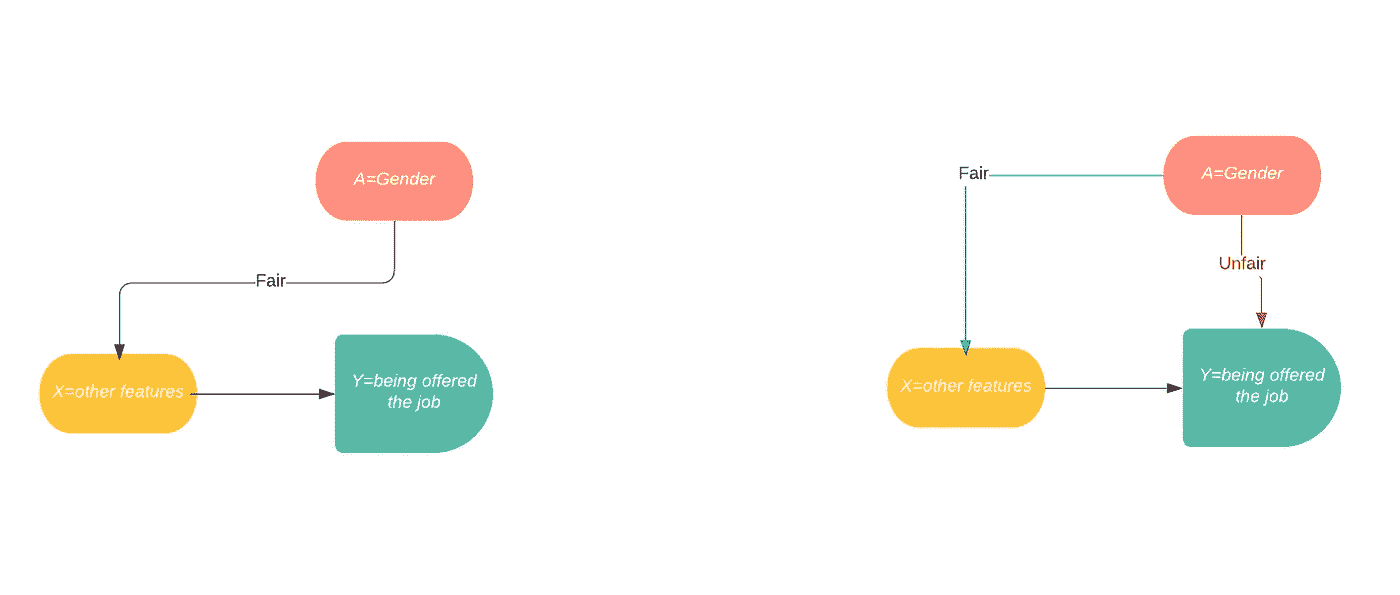 A=Gender
Fair
X=other features
Y=being offered
the job
Fair
A=Gender
Unfair
X=other features
Y=being offered
the job